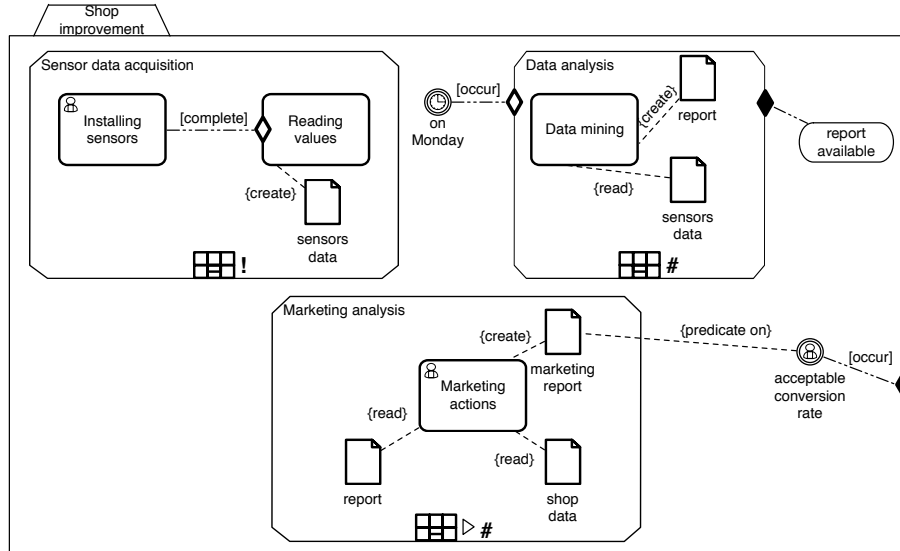 Shop
improvement
Sensor data acquisition
Installing
sensors
[complete]
Reading
values
{create}
sensors
data
!
[occur]
on
Monday
Data analysis
Data mining
{create}
report
{read}
sensors
data
#
report
available
Marketing analysis
{create}
marketing
report
Marketing
actions
{read}
report
{read}
shop
data
#
{predicate on}
[occur]
acceptable
conversion
rate